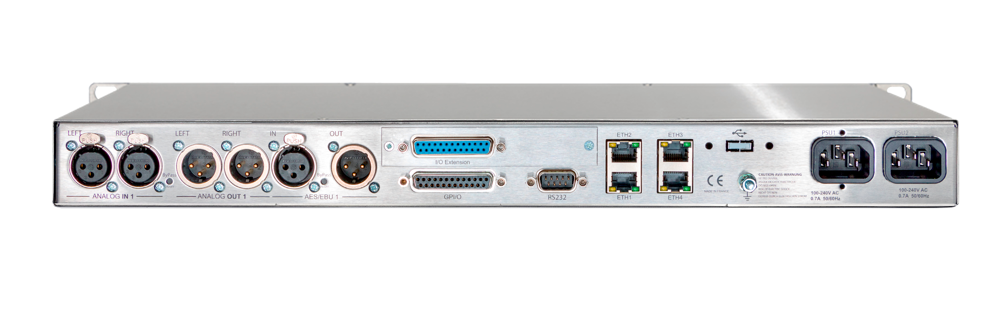 LEFT
RIGHT
LEFT
RIGHT
IN
OUT
PUSH
PUSH
PUSH
NEUTRIK
NEUTRIK
NEUTRIK
NEUTRIK
NEUTRIK
NEUTRIK
ByPass
ON/OFF
ByPass
ON/OFF
ANALOG IN 1
ANALOG OUT 1
AES/EBU 1
I/O Extension
GPI/O
RS232
ETH2
ETH3
ETH1
ETH4
CE
MADE IN FRANCE
CAUTION-AVIS-WARNUNG
NE PAS OUVRIR
RISQUE DE CHOC ELECTRIQUE
DO NOT OPEN
RISK OF ELECTRIC SHOCK
NICHT ÖFFNEN
GEFAHR DURCH ELEKTRISCHEN STROM
PSU1
PSU2
100-240V AC
0.7A 50/60Hz
100-240V AC
0.7A 50/60Hz